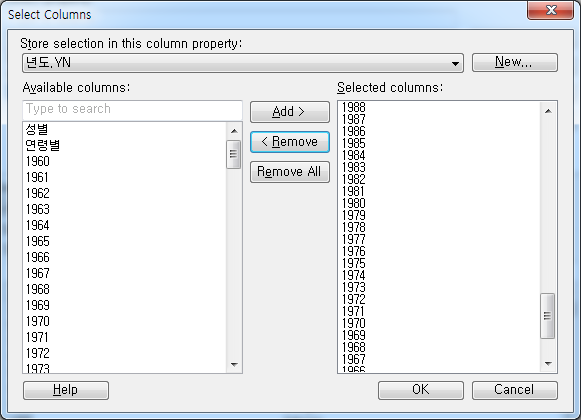 Select Columns
Store selection in this column property:
년도,YN
New...
Available columns:
Type to search
성별
연령별
1960
1961
1962
1963
1964
1965
1966
1967
1968
1969
1970
1971
1972
1973
Add >
< Remove
Remove All
Selected columns:
1988
1987
1986
1985
1984
1983
1982
1981
1980
1979
1978
1977
1976
1975
1974
1973
1972
1971
1970
1969
1968
1967
1966
Help
OK
Cancel